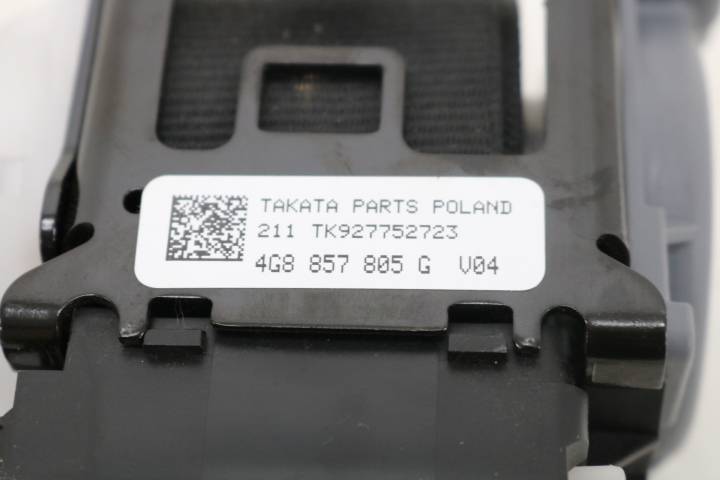 TAKATA PARTS POLAND
211 TK927752723
4G8 857 805 G V04